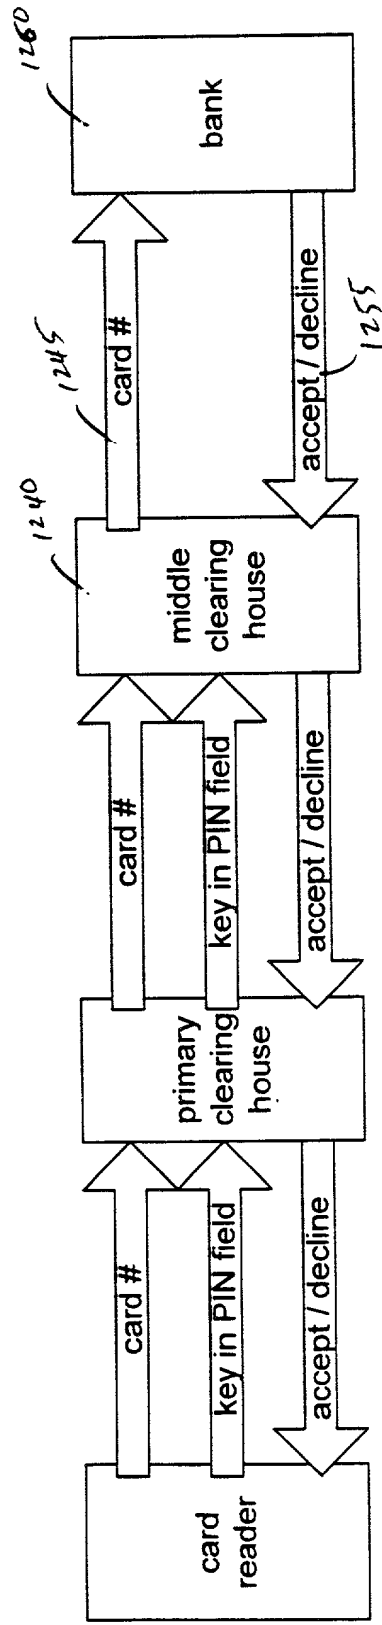 card
reader
card #
key in PIN field
accept / decline
primary
clearing
house
card #
key in PIN field
accept / decline
middle
clearing
house
1240
card #
1245
accept / decline
1255
bank
1260